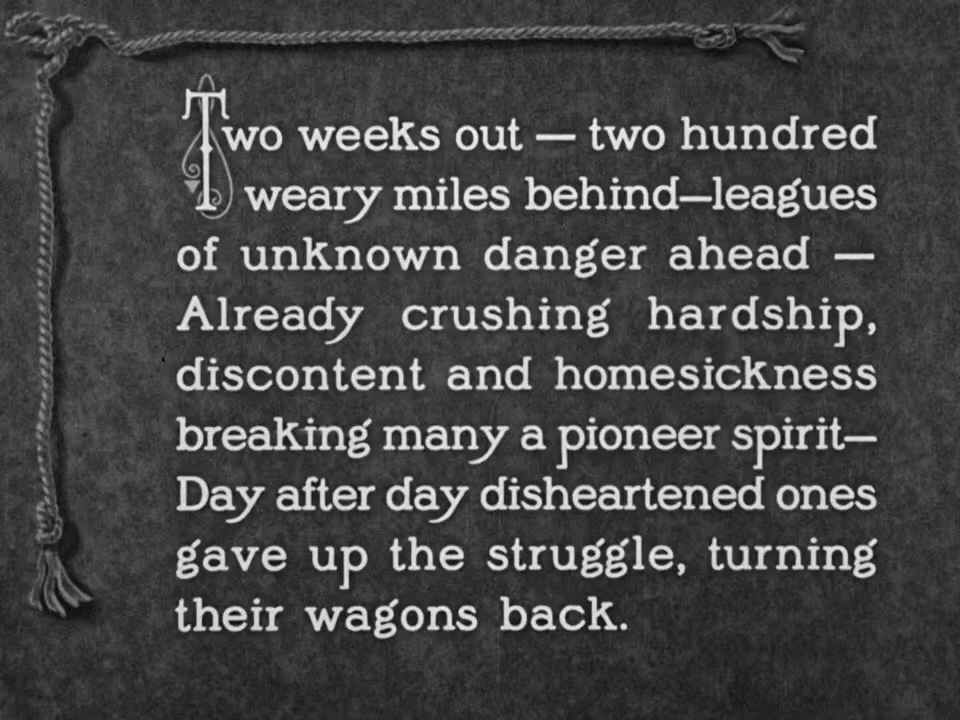 Two weeks out — two hundred
weary miles behind—leagues
of unknown danger ahead —
Already crushing hardship,
discontent and homesickness
breaking many a pioneer spirit—
Day after day disheartened ones
gave up the struggle, turning
their wagons back.